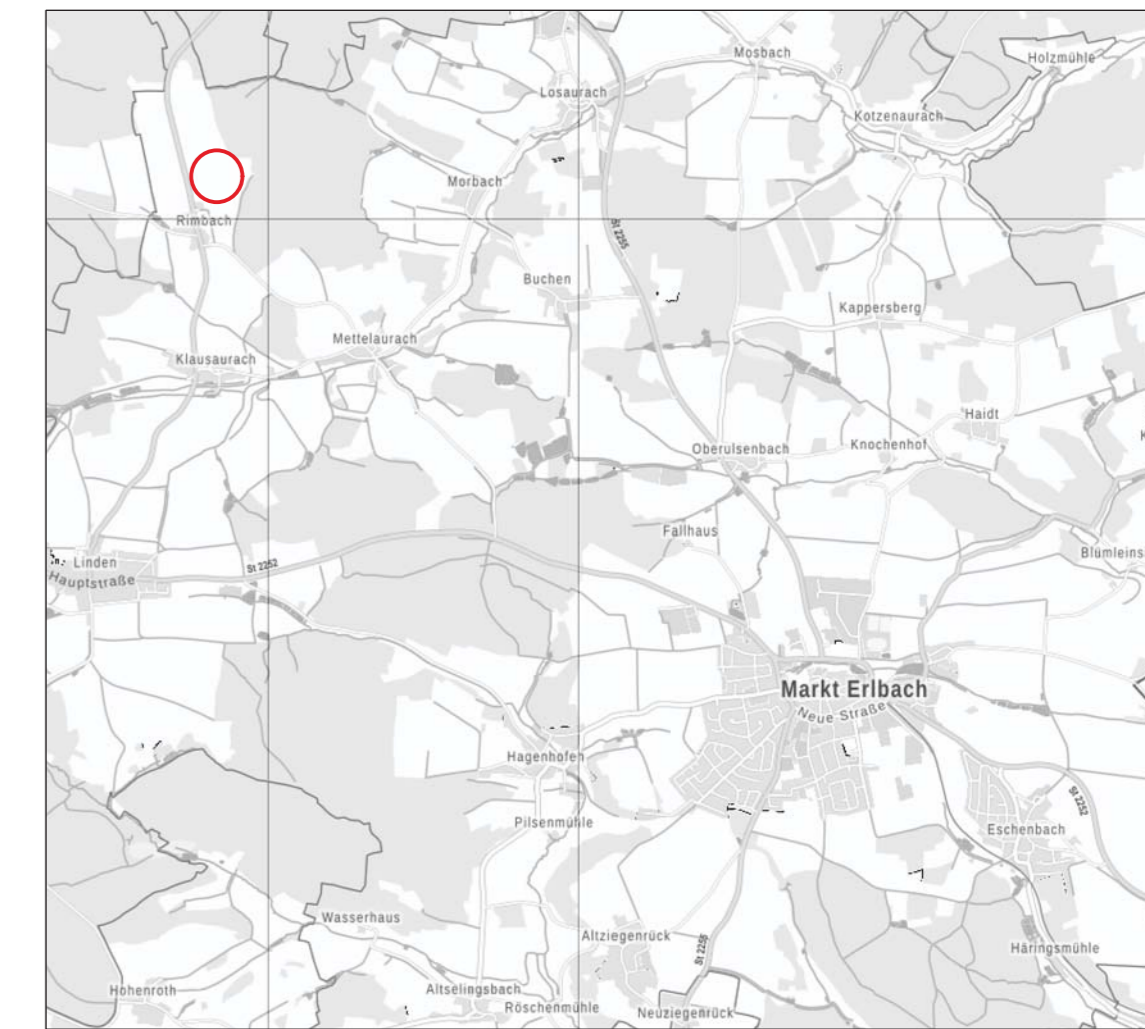 Mosbach
Holzmühle
Losaurach
Kotzenaurach
Morbach
Rimbach
St 2255
Buchen
Kappersberg
Mettelaurach
Klausaurach
Haidt
Oberulsenbach
Knochenhof
K
Fallhaus
Blümleins
Linden
Hauptstraße
St 2252
Markt Erlbach
Neue Straße
Hagenhofen
St 2252
Pilsenmühle
Eschenbach
Wasserhaus
Altziegenrück
St 2255
Häringsmühle
Hohenroth
Altselingsbach
Röschenmühle
Neuziegenrück